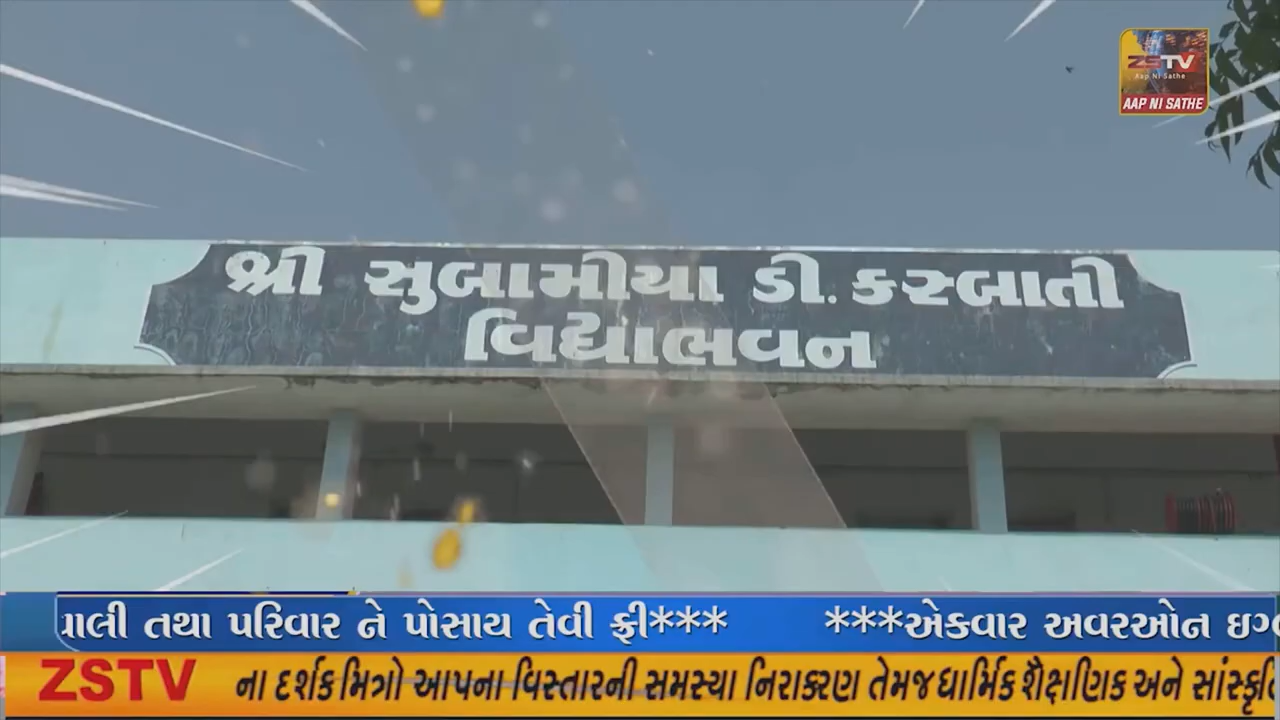 ZSTV
Aap Ni Sathe
AAP NI SATHE
શ્રી સુબામીયા ડી. કરબાતી
વિદ્યાભવન
તથા પરિવાર ને પોસાય તેવી ફ્રી*** ***એકવાર અવરઓન
ZSTV ના દર્શક મિત્રો આપના વિસ્તારની સમસ્યા નિરાકરણ તેમજ ધાર્મિક શૈક્ષણિક અને